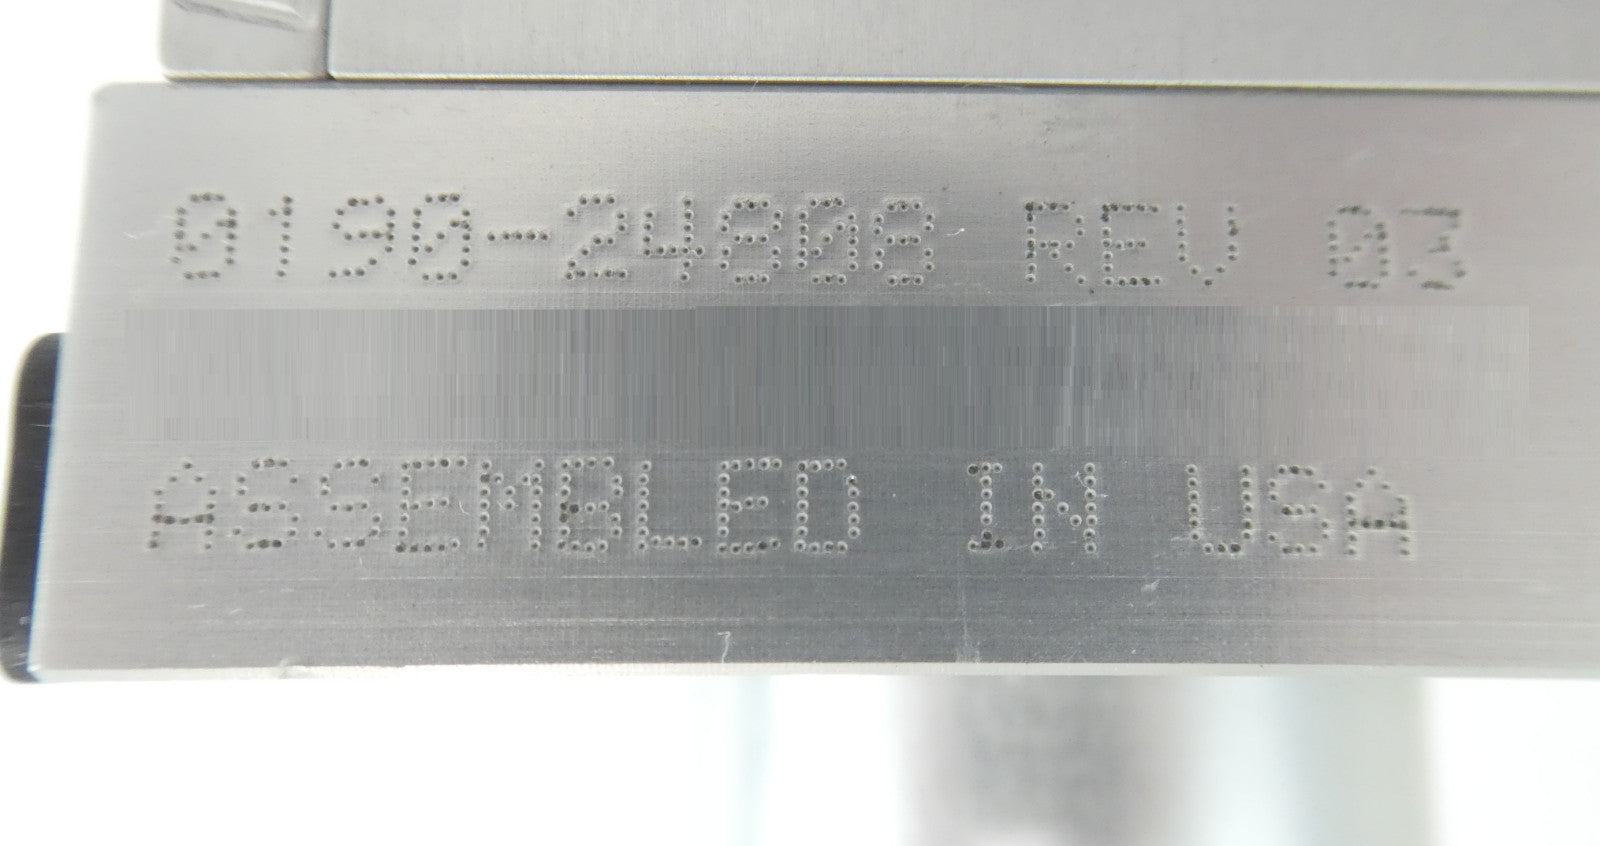 0190-24808 REV 03
ASSEMBLED IN USA